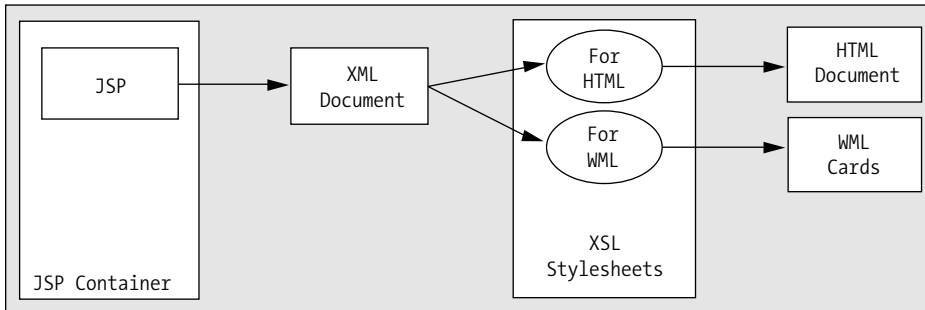 JSP
JSP Container
XML
Document
For
HTML
For
WML
XSL
Stylesheets
HTML
Document
WML
Cards